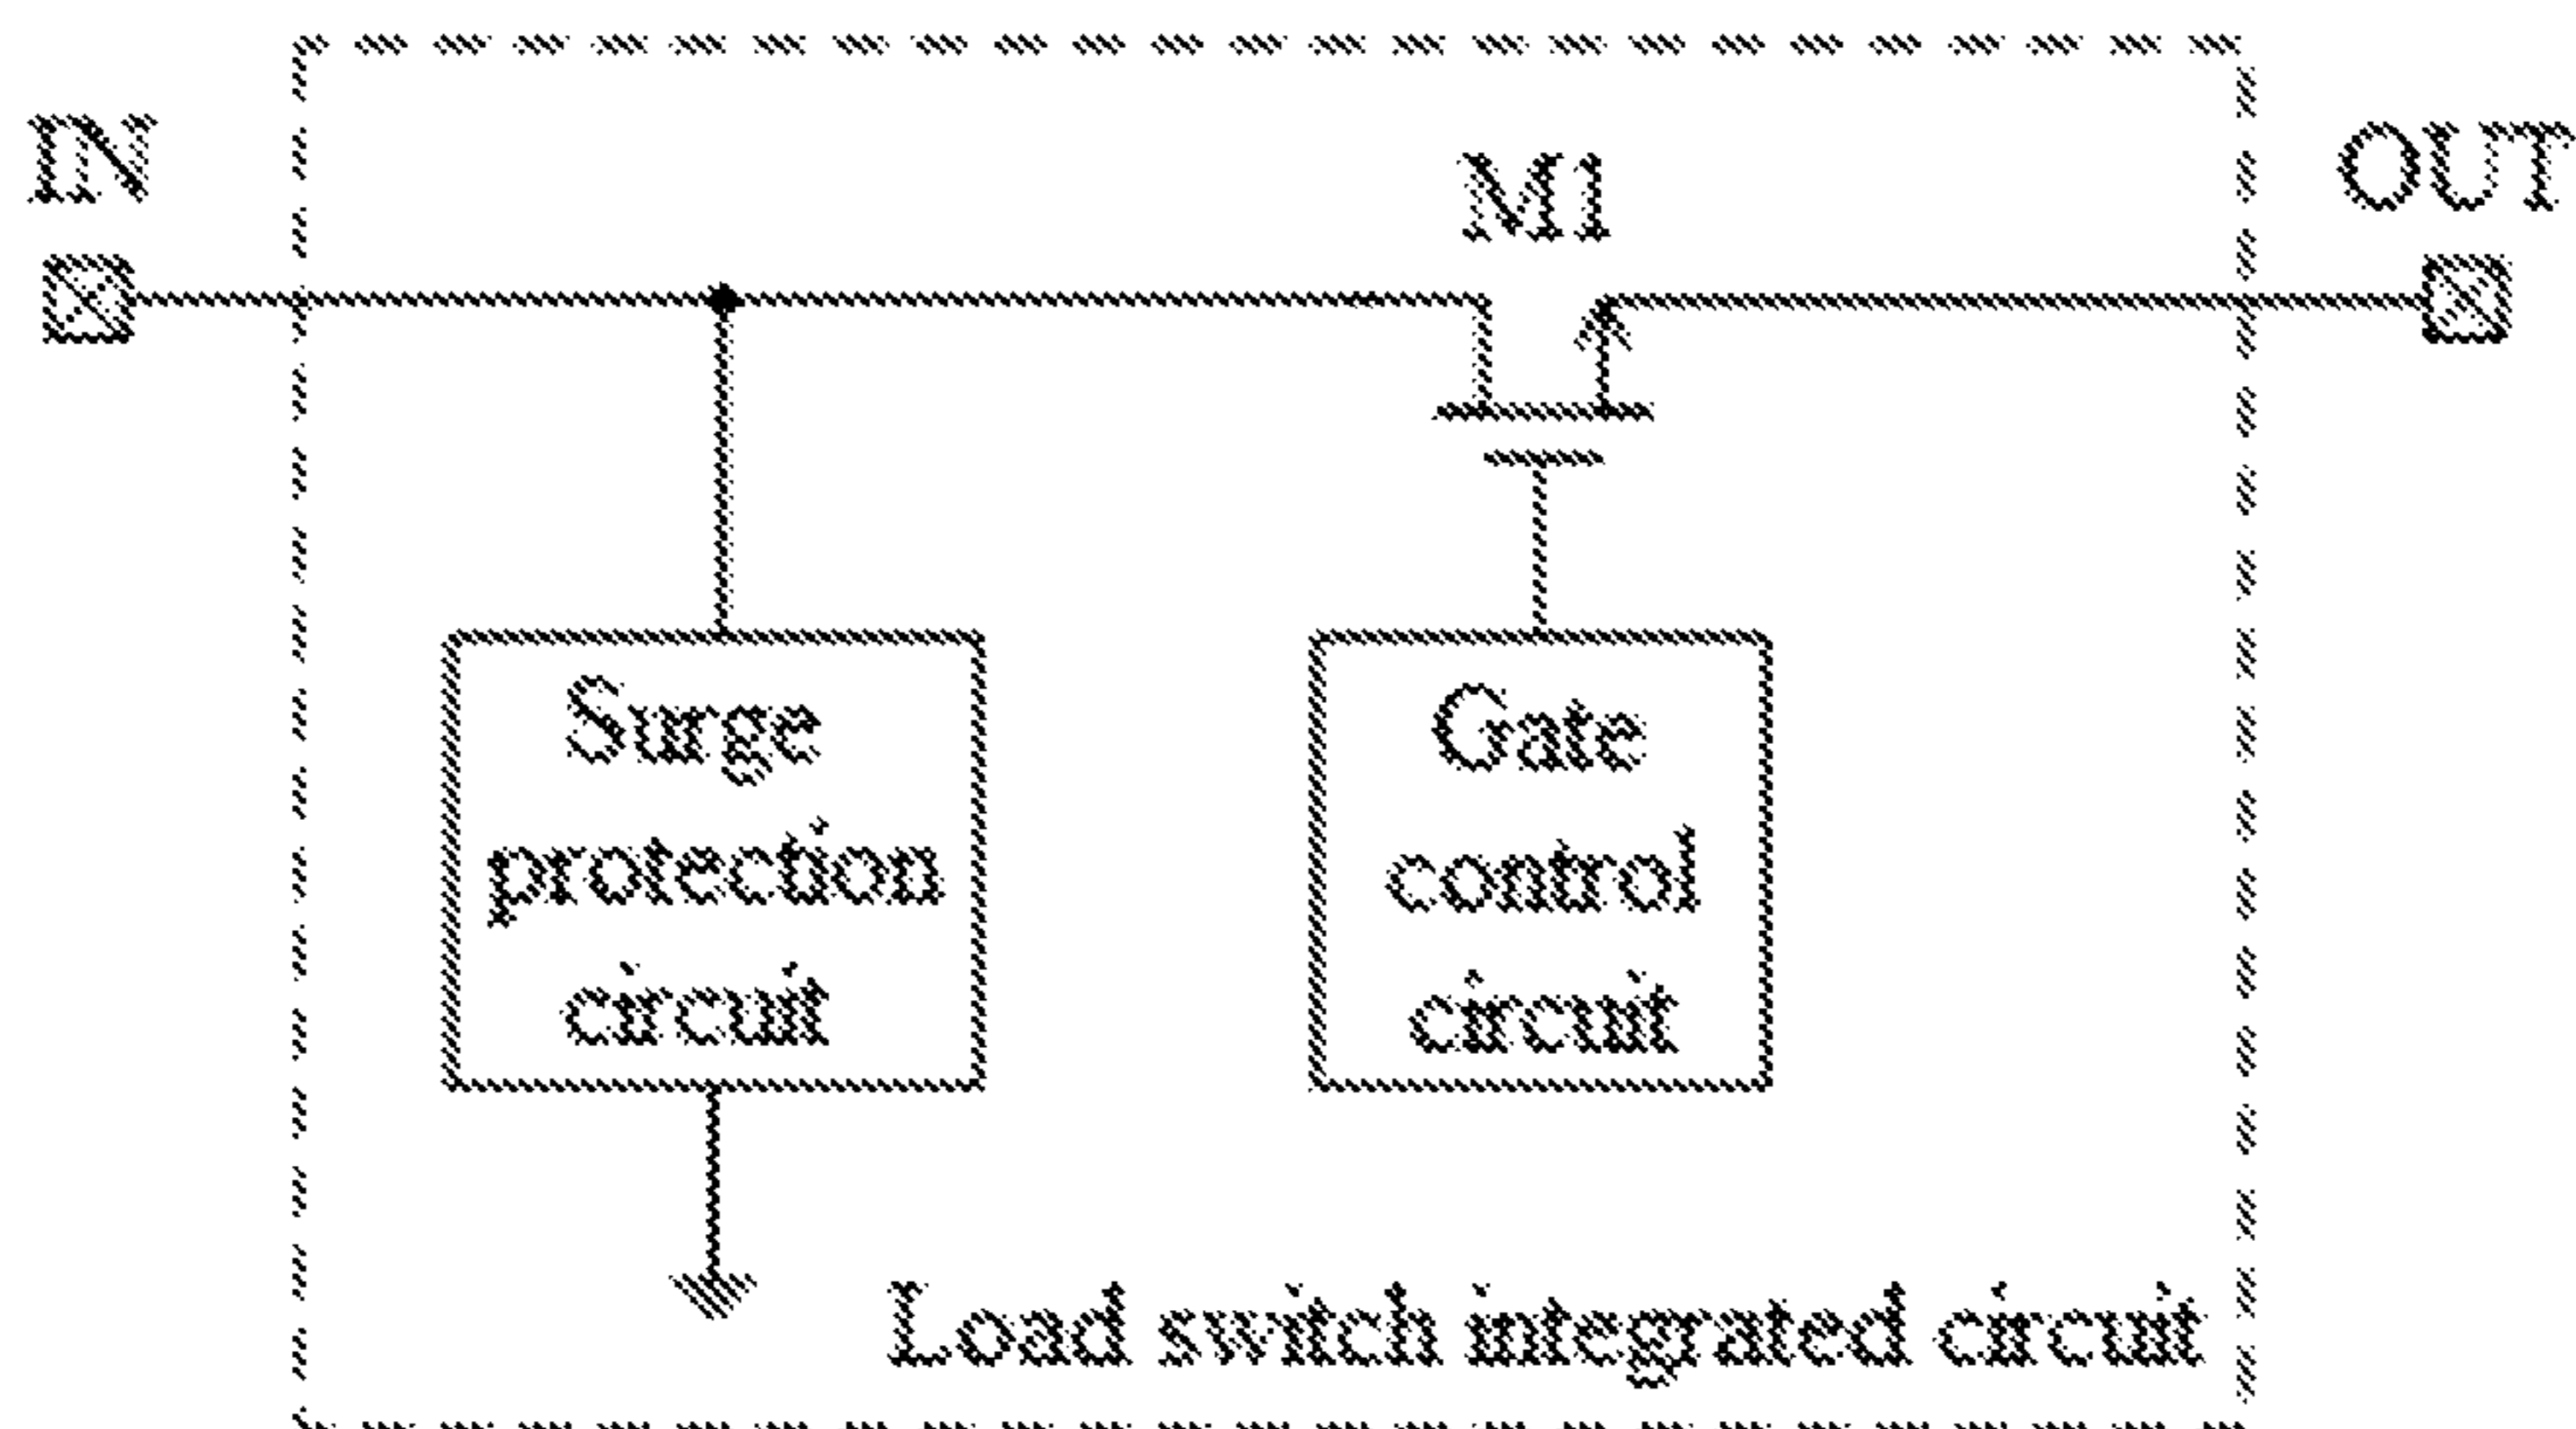 IN
M1
OUT
Surge
protection
circuit
Gate
control
circuit
Load switch integrated circuit